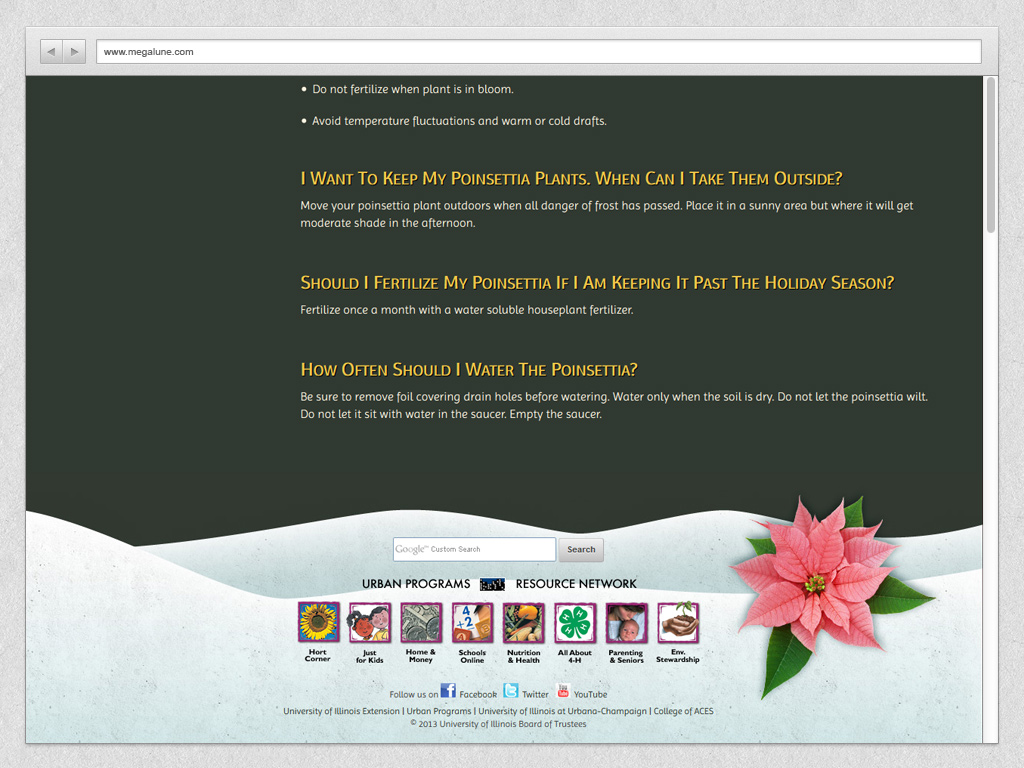 www.megalune.com
• Do not fertilize when plant is in bloom.
• Avoid temperature fluctuations and warm or cold drafts.
I Want To Keep My Poinsettia Plants. When Can I Take Them Outside?
Move your poinsettia plant outdoors when all danger of frost has passed. Place it in a sunny area but where it will get
moderate shade in the afternoon.
Should I Fertilize My Poinsettia If I Am Keeping It Past The Holiday Season?
Fertilize once a month with a water soluble houseplant fertilizer.
How Often Should I Water The Poinsettia?
Be sure to remove foil covering drain holes before watering. Water only when the soil is dry. Do not let the poinsettia wilt.
Do not let it sit with water in the saucer. Empty the saucer.
Google™ Custom Search Search
URBAN PROGRAMS RESOURCE NETWORK
4
+2
H H H H
Hort Corner
Just for Kids
Home & Money
Schools Online
Nutrition & Health
All About 4-H
Parenting & Seniors
Env. Stewardship
Follow us on Facebook Twitter YouTube
University of Illinois Extension | Urban Programs | University of Illinois at Urbana-Champaign | College of ACES
© 2013 University of Illinois Board of Trustees